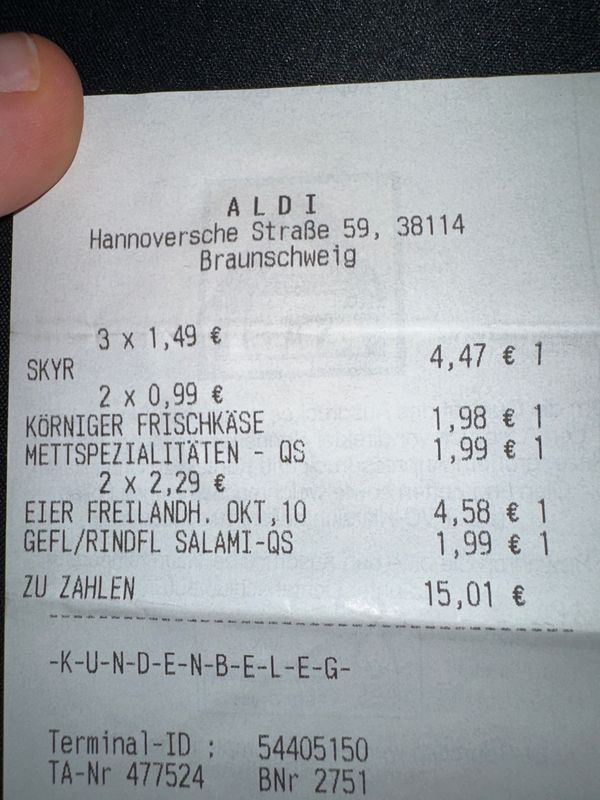 A L D I
Hannoversche Straße 59, 38114
Braunschweig
3 x 1,49 €
SKYR 4,47 € 1
2 x 0,99 €
KÖRNIGER FRISCHKÄSE 1,98 € 1
METTSPEZIALITÄTEN - QS 1,99 € 1
2 x 2,29 €
EIER FREILANDH. OKT,10 4,58 € 1
GEFL/RINDFL SALAMI-QS 1,99 € 1
ZU ZAHLEN 15,01 €
-K-U-N-D-E-N-B-E-L-E-G-
Terminal-ID : 54405150
TA-Nr 477524 BNr 2751